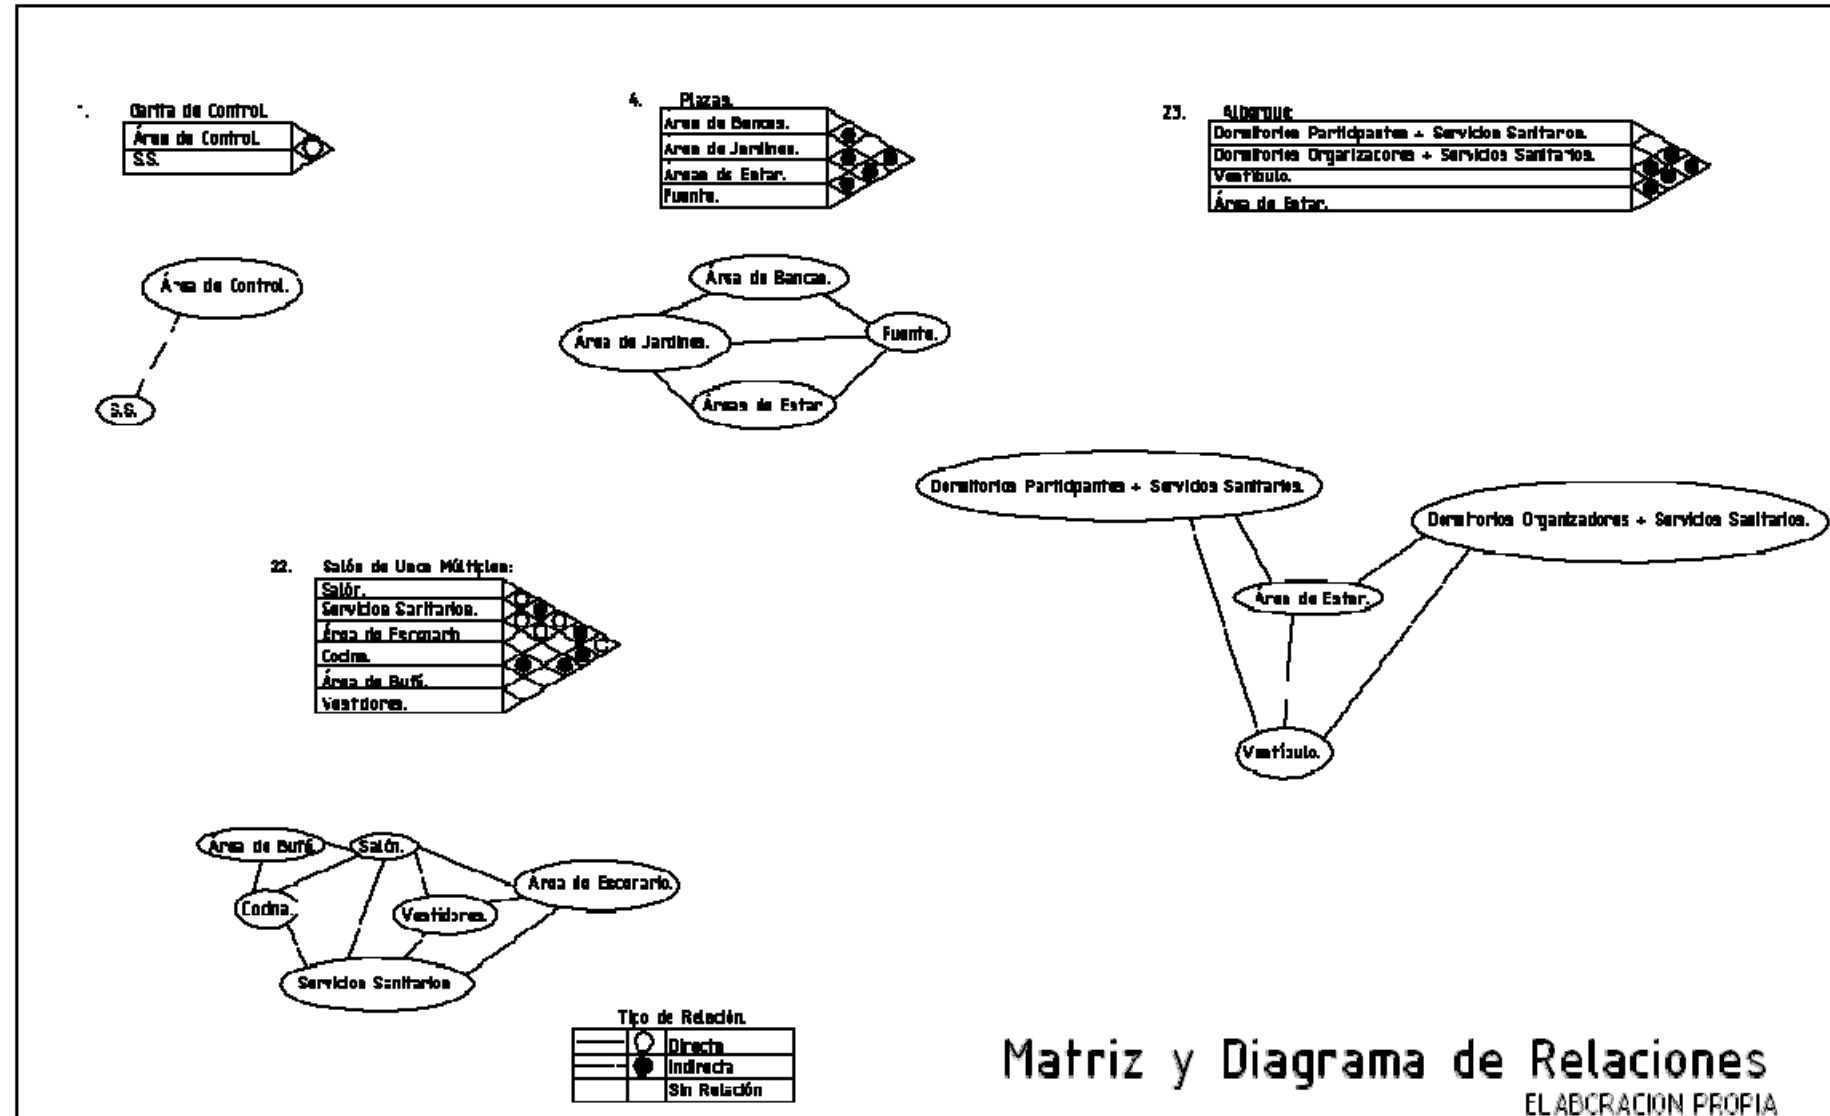 1. Garita de Control.
Área de Control.
S.S.
4. Plazas.
Área de Bancas.
Área de Jardines.
Áreas de Estar.
Fuente.
23. Albergue
Dormitorios Participantes + Servicios Sanitarios.
Dormitorios Organizadores + Servicios Sanitarios.
Vestíbulo.
Área de Estar.
Área de Control.
S.S.
Área de Bancas.
Área de Jardines.
Fuente.
Áreas de Estar
Dormitorios Participantes + Servicios Sanitarios.
Dormitorios Organizadores + Servicios Sanitarios.
Área de Estar.
Vestíbulo.
22. Salón de Usos Múltiples:
Salón.
Servicios Sanitarios.
Área de Escenario
Cocina.
Área de Bufé.
Vestidores.
Área de Bufé.
Salón.
Área de Escenario.
Cocina.
Vestidores.
Servicios Sanitarios
Tipo de Relación.
Directa
Indirecta
Sin Relación
Matriz y Diagrama de Relaciones
ELABORACION PROPIA